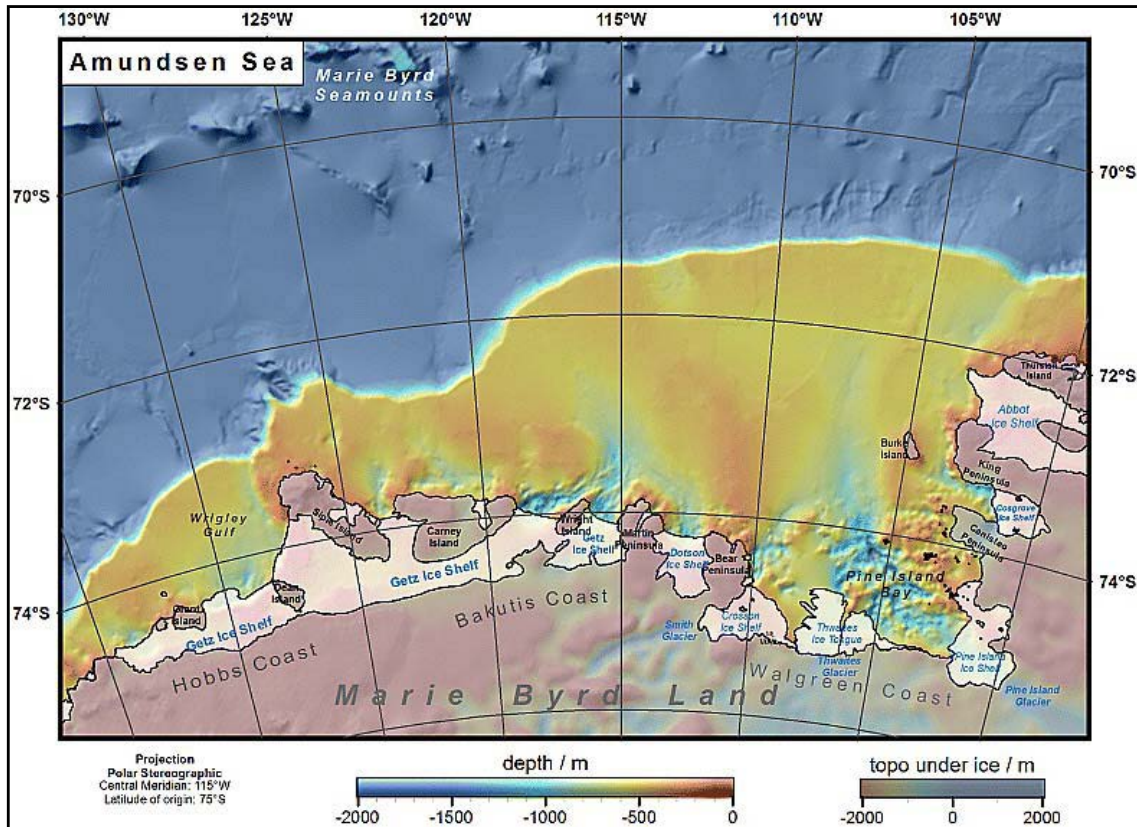 130°W 125°W 120°W 115°W 110°W 105°W
Amundsen Sea
Marie Byrd
Seamounts
70°S 70°S
72°S 72°S
74°S 74°S
Thurston
Island
Abbot
Ice Shelf
Burke
Island
King
Peninsula
Cosgrove
Ice Shelf
Canisteo
Peninsula
Wrigley
Gulf
Siple Island
Carney
Island
Wright
Island
Getz
Ice Shelf
Martin
Peninsula
Dotson
Ice Shelf
Bear
Peninsula
Pine Island
Bay
Getz Ice Shelf
Dean
Island
Grant
Island
Getz Ice Shelf
Hobbs Coast
Bakutis Coast
Smith
Glacier
Crosson
Ice Shelf
Thwaites
Ice Tongue
Thwaites
Glacier
Pine Island
Ice Shelf
Pine Island
Glacier
Walgreen Coast
Marie Byrd Land
Projection
Polar Stereographic
Central Meridian: 115°W
Latitude of origin: 75°S
depth / m
-2000 -1500 -1000 -500 0
topo under ice / m
-2000 0 2000